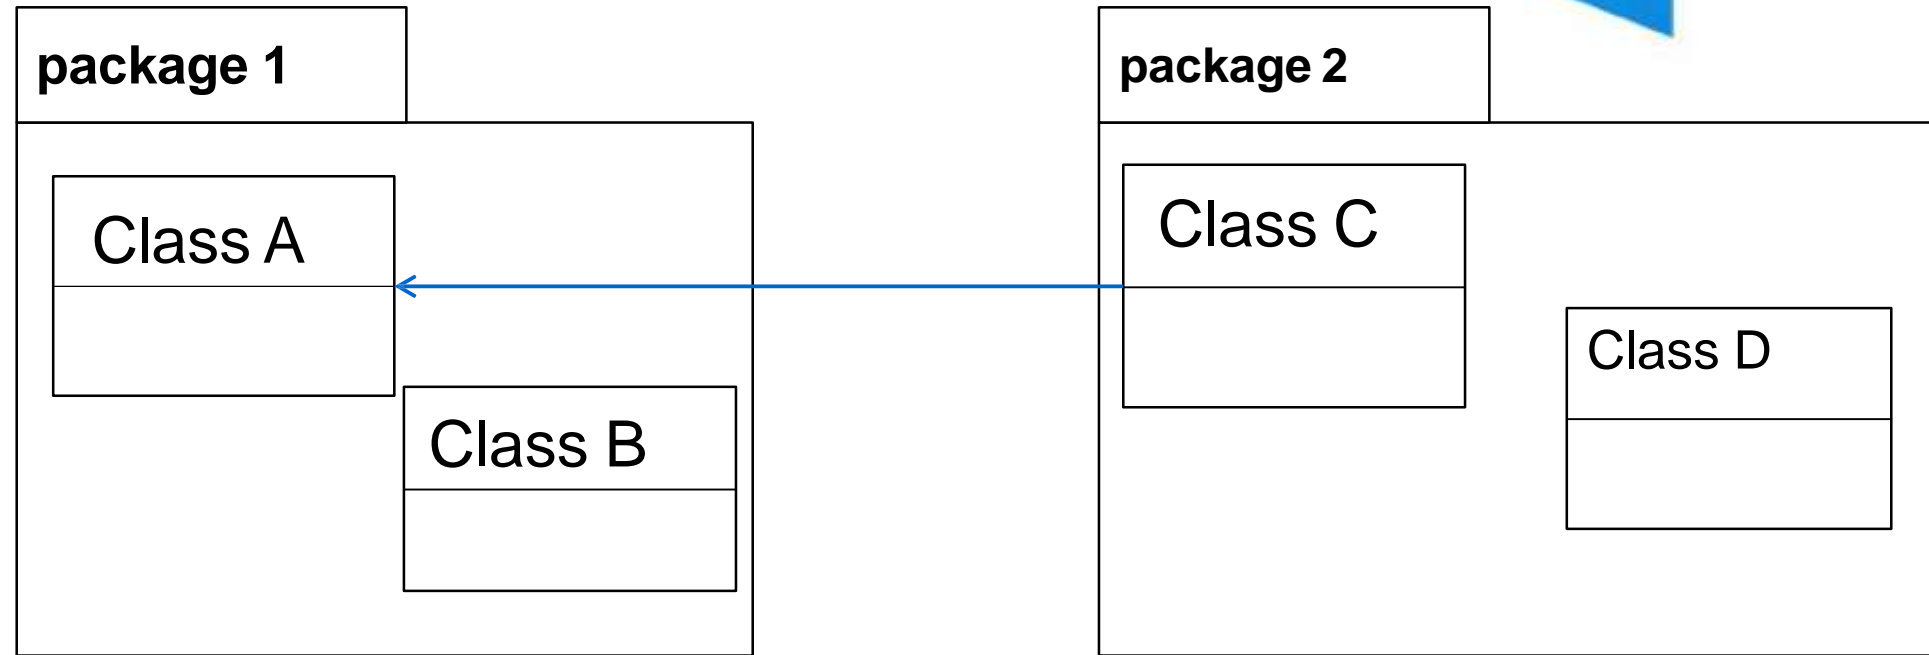 package 1
package 2
Class A
Class C
Class D
Class B